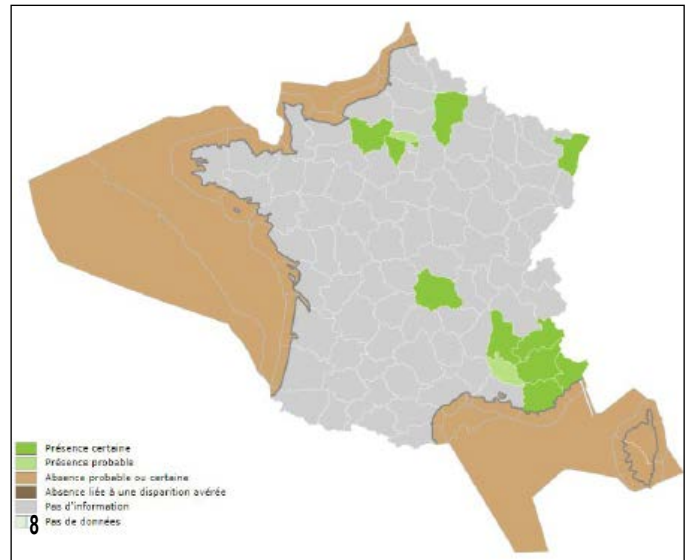 Présence certaine
Présence probable
Absence probable ou certaine
Absence liée à une disparition avérée
Pas d'information
8 Pas de données